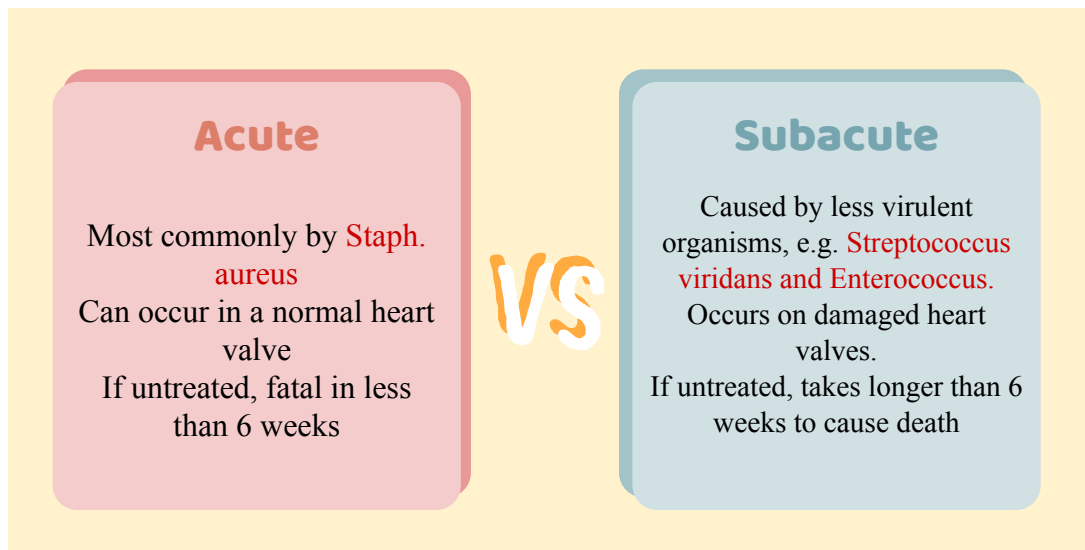 Acute
Most commonly by Staph.
aureus
Can occur in a normal heart
valve
If untreated, fatal in less
than 6 weeks
VS
Subacute
Caused by less virulent
organisms, e.g. Streptococcus
viridans and Enterococcus.
Occurs on damaged heart
valves.
If untreated, takes longer than 6
weeks to cause death